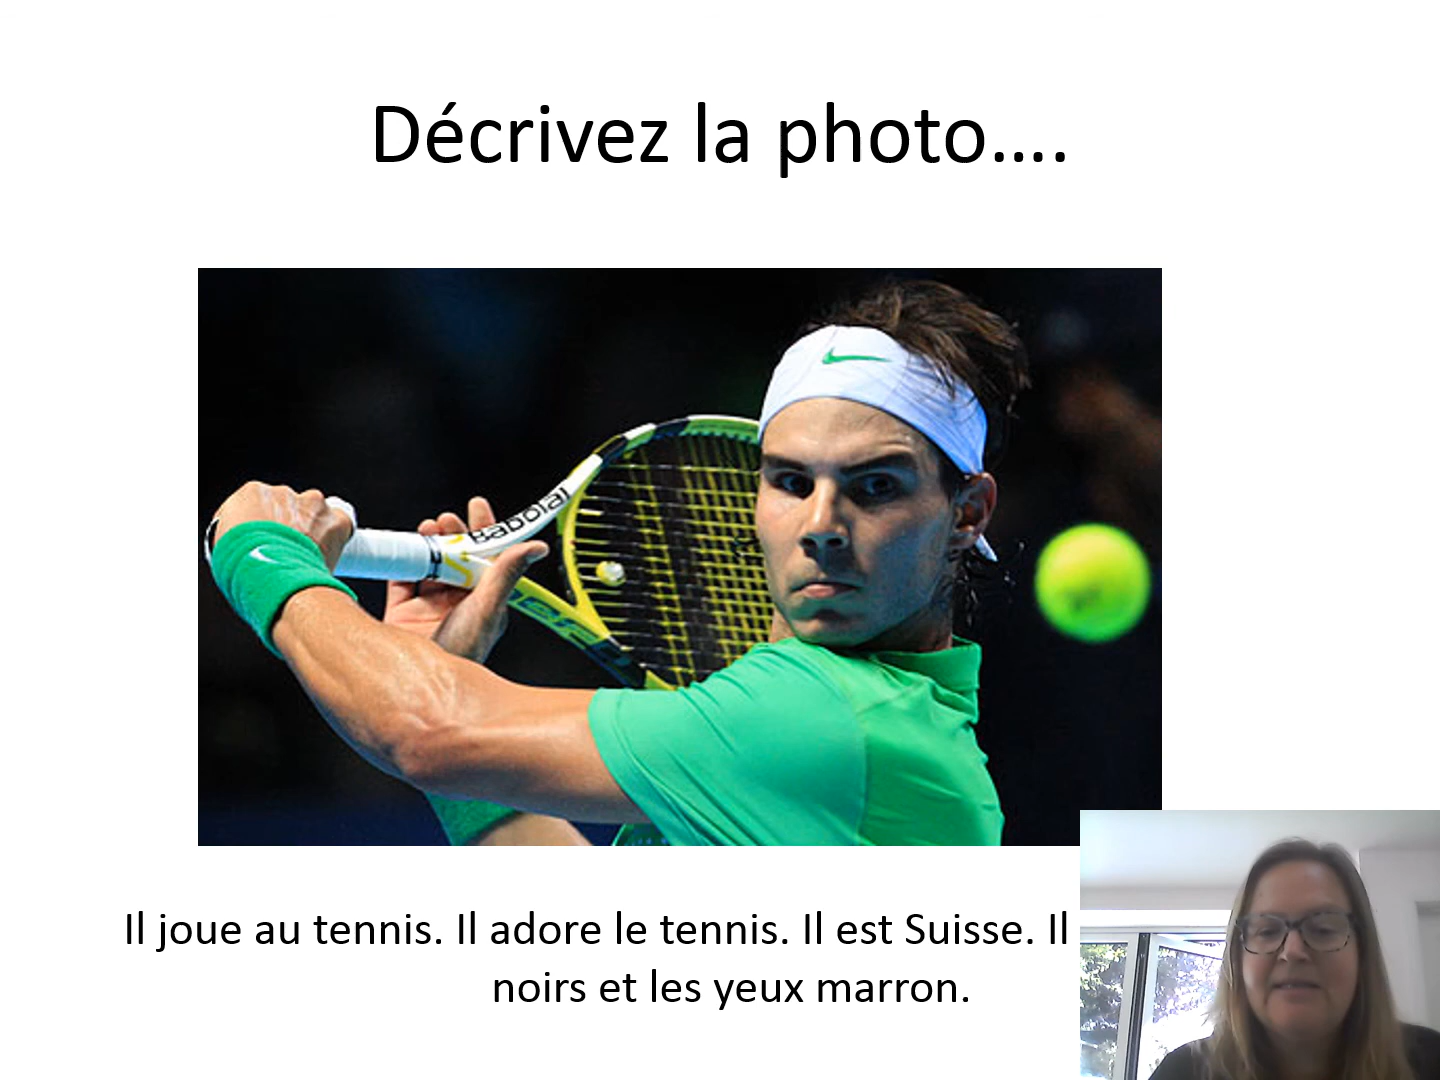 Décrivez la photo….
Babolat
Il joue au tennis. Il adore le tennis. Il est Suisse. Il
noirs et les yeux marron.